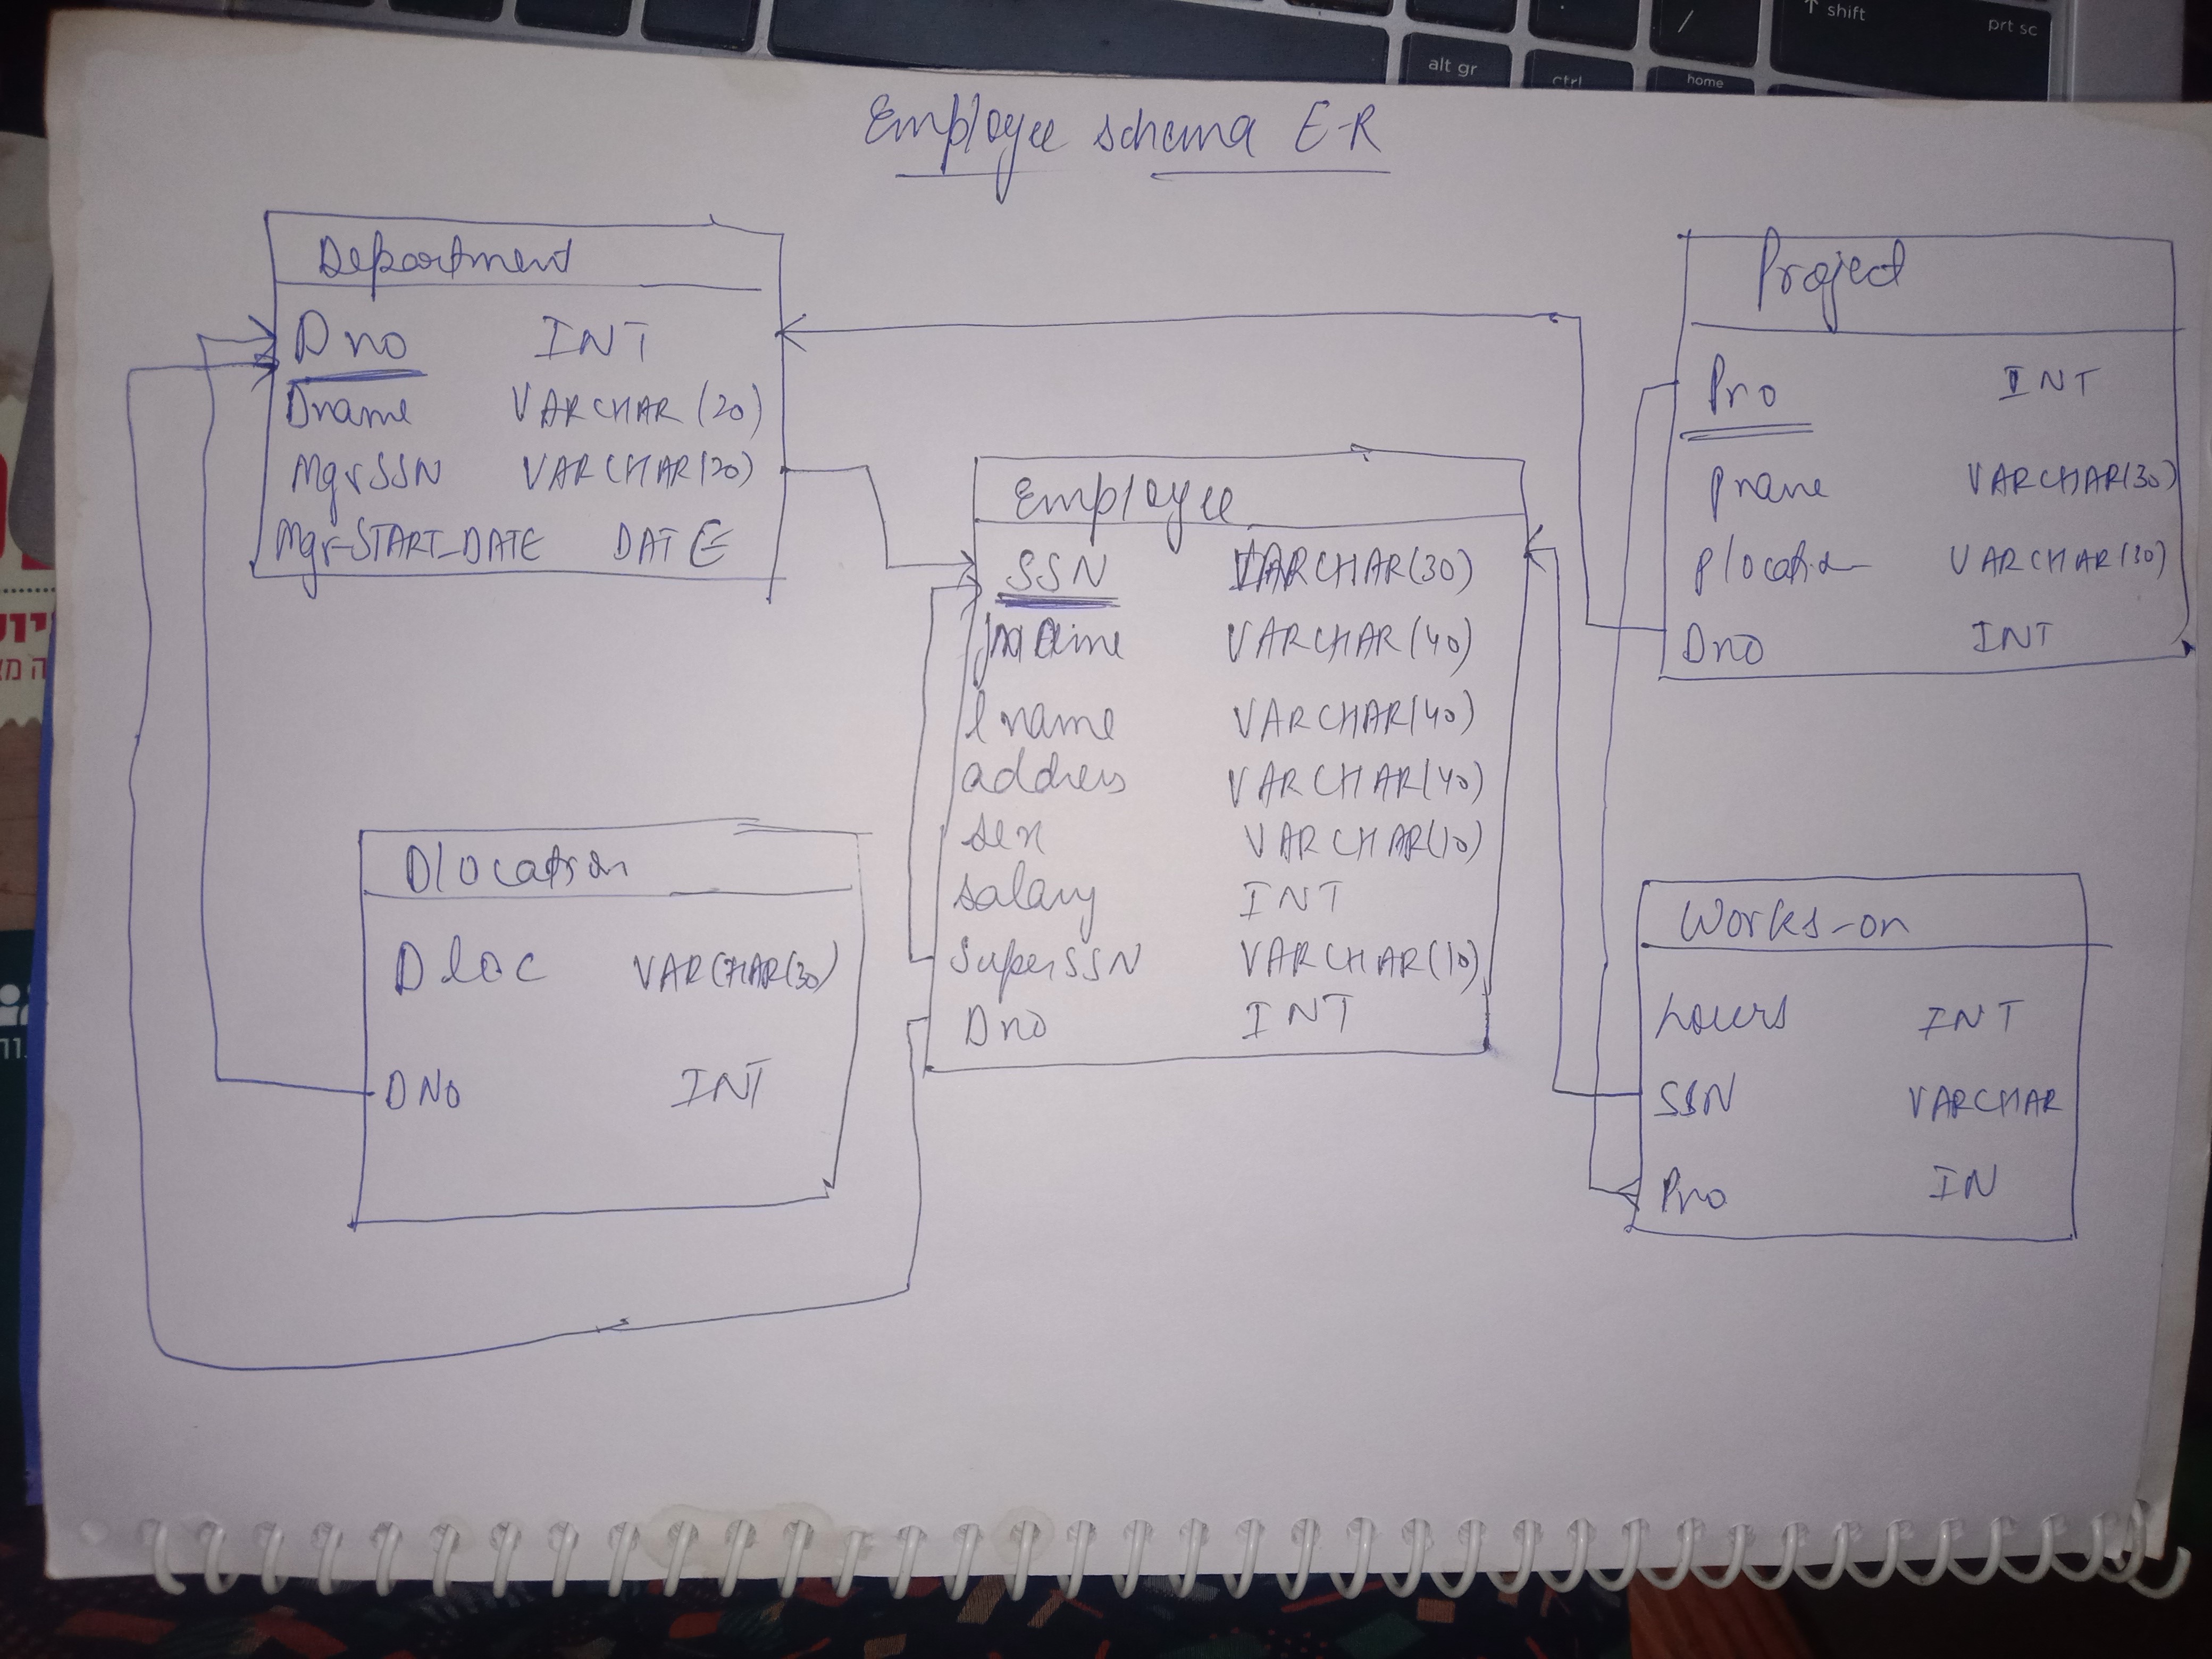 ↑ shift
prt sc
/
alt gr
ctrl
home
Employee schema E-R
Department
Dno INT
Dname VARCHAR (20)
MgrSSN VARCHAR(20)
Mgr-START_DATE DATE
Project
Pno INT
Pname VARCHAR(30)
Plocation VARCHAR(30)
Dno INT
Employee
SSN VARCHAR(30)
fname VARCHAR(40)
lname VARCHAR(40)
address VARCHAR(40)
sex VARCHAR(10)
salary INT
SuperSSN VARCHAR(10)
Dno INT
Dlocation
Dloc VARCHAR(30)
DNO INT
Works-on
hours INT
SSN VARCHAR
Pno IN